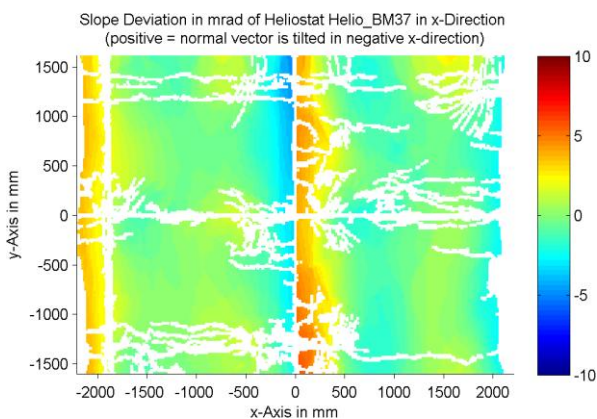 Slope Deviation in mrad of Heliostat Helio_BM37 in x-Direction
(positive = normal vector is tilted in negative x-direction)
1500
1000
500
0
-500
-1000
-1500
y-Axis in mm
-2000 -1500 -1000 -500 0 500 1000 1500 2000
x-Axis in mm
10
5
0
-5
-10